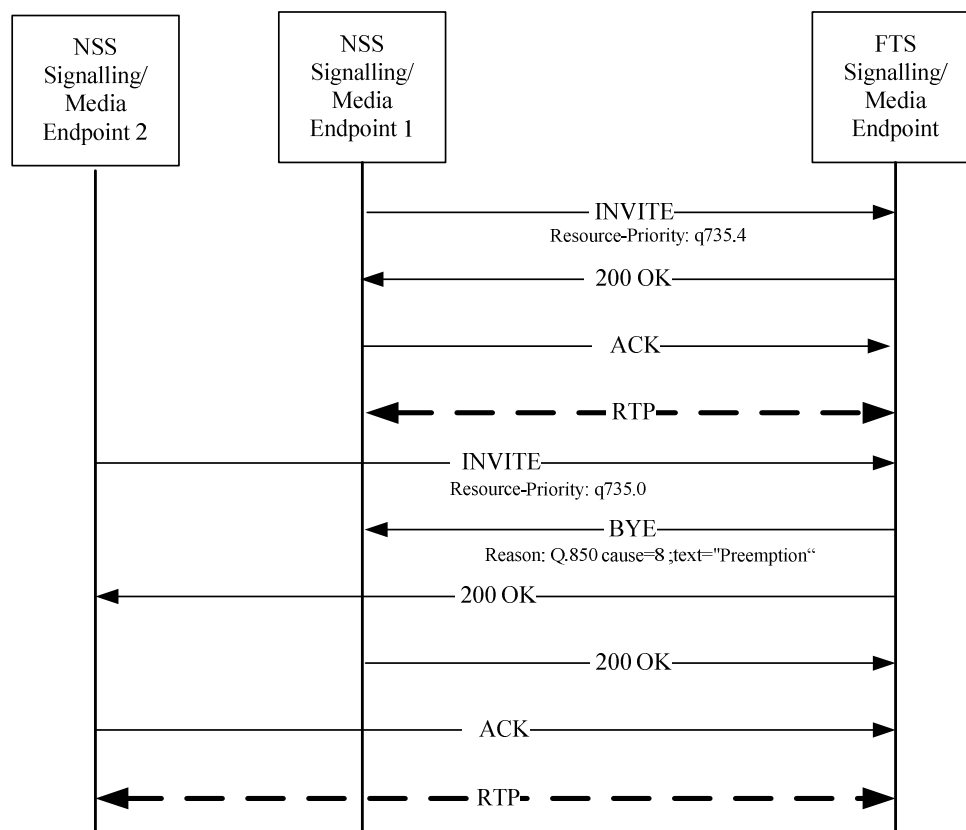 NSS
Signalling/
Media
Endpoint 2
NSS
Signalling/
Media
Endpoint 1
FTS
Signalling/
Media
Endpoint
INVITE
Resource-Priority: q735.4
200 OK
ACK
RTP
INVITE
Resource-Priority: q735.0
BYE
Reason: Q.850 cause=8 ;text="Preemption“
200 OK
200 OK
ACK
RTP